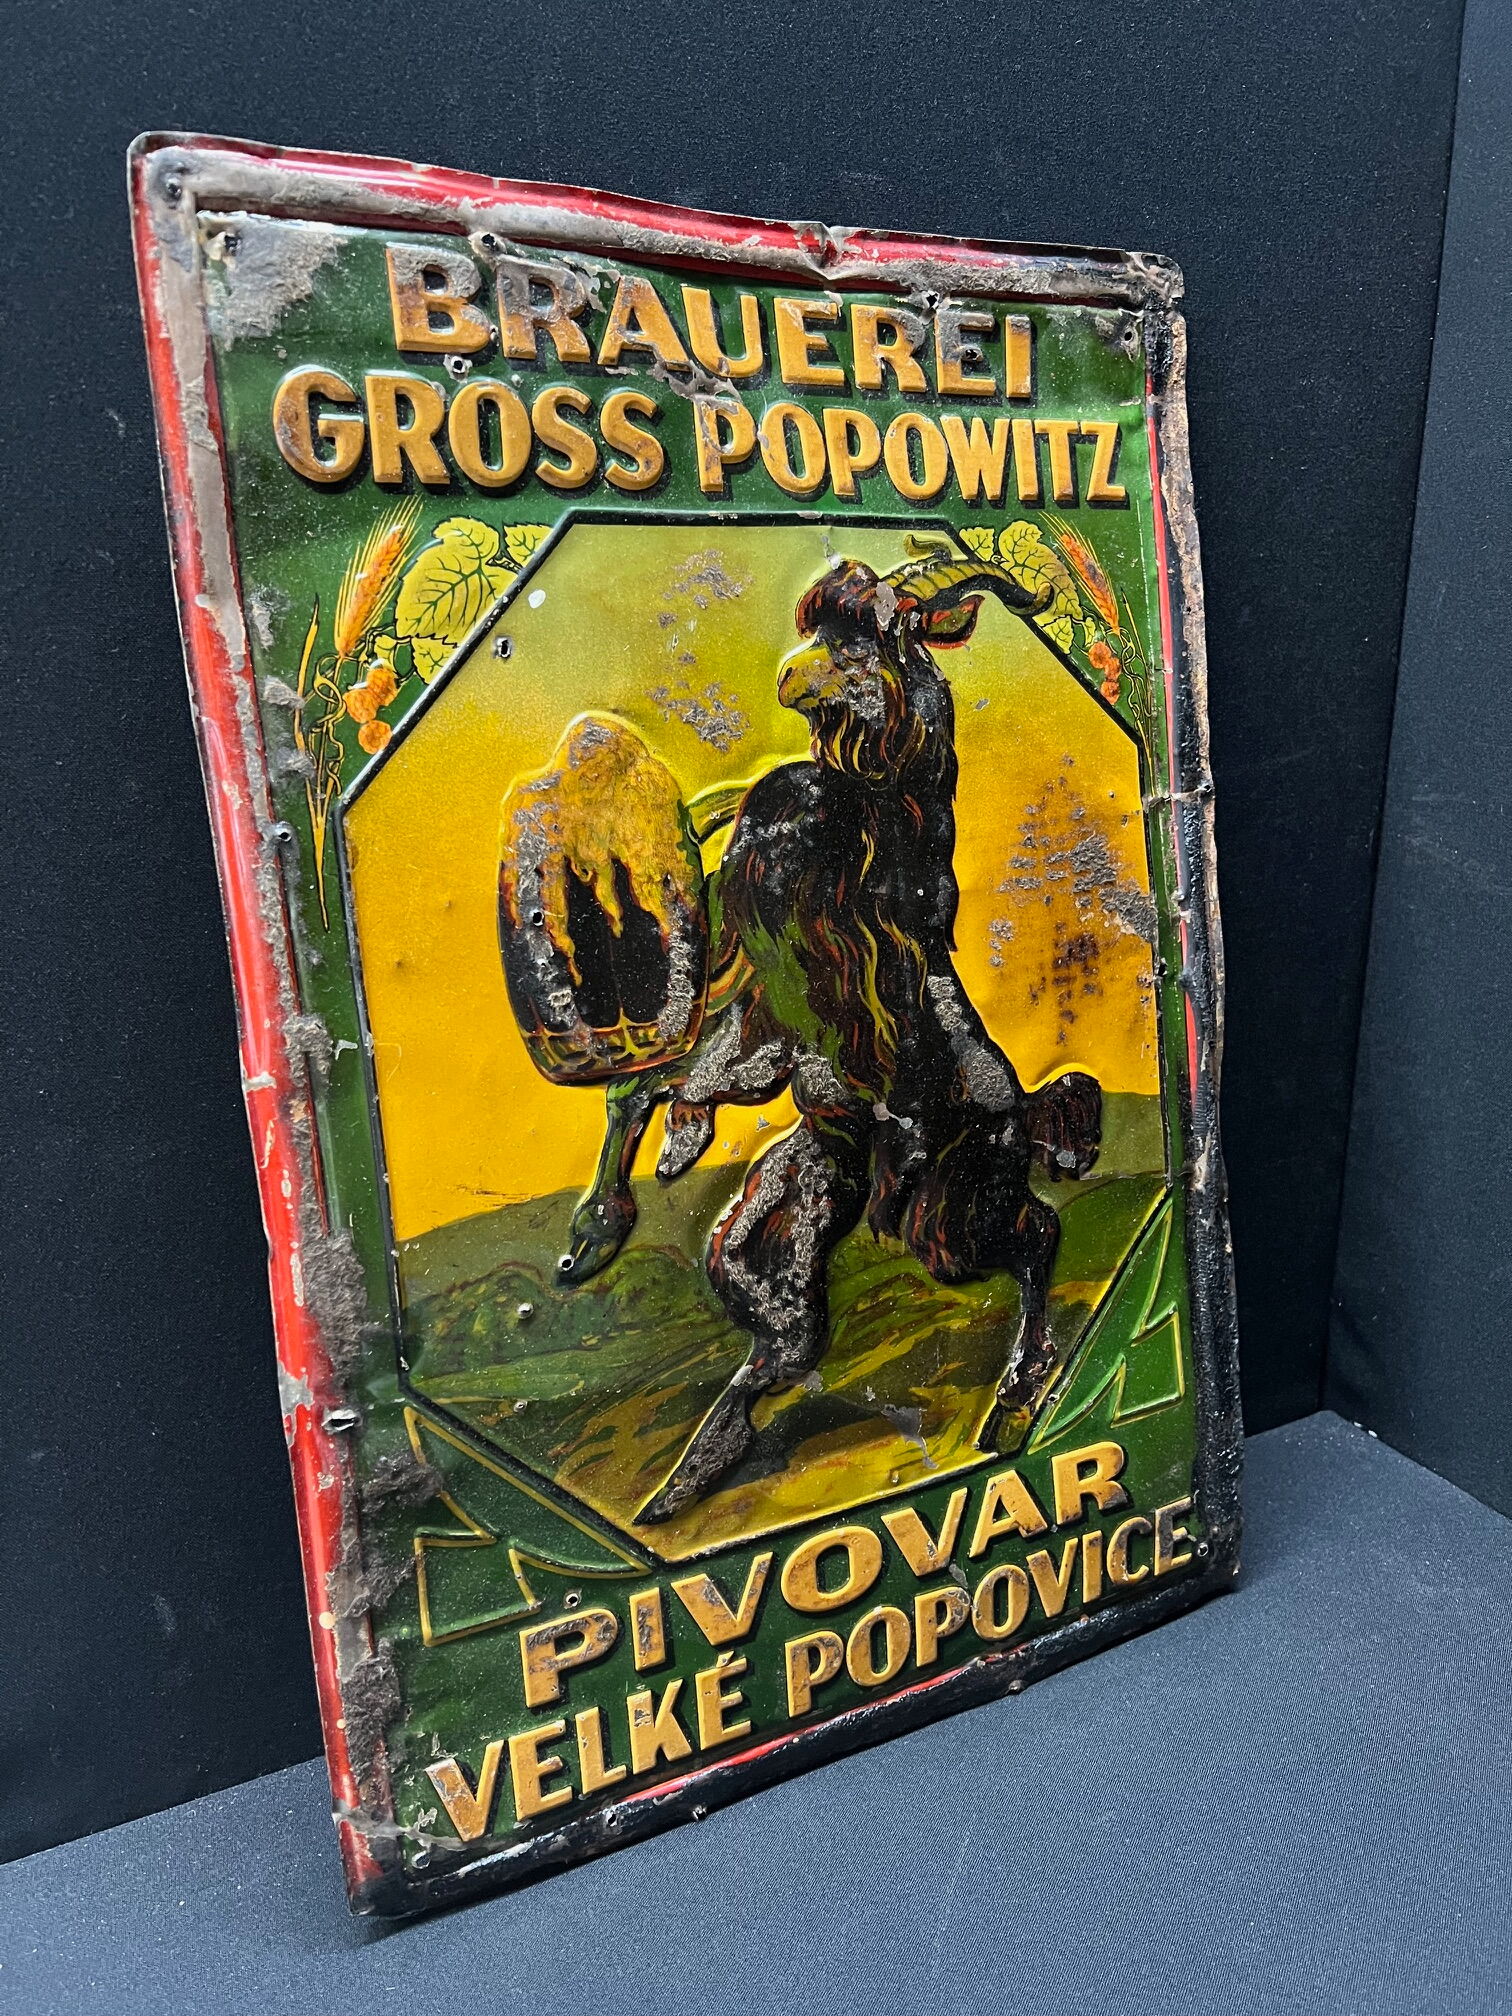 BRAUEREI
GROSS POPOWITZ
PIVOVAR
VELKÉ POPOVICE